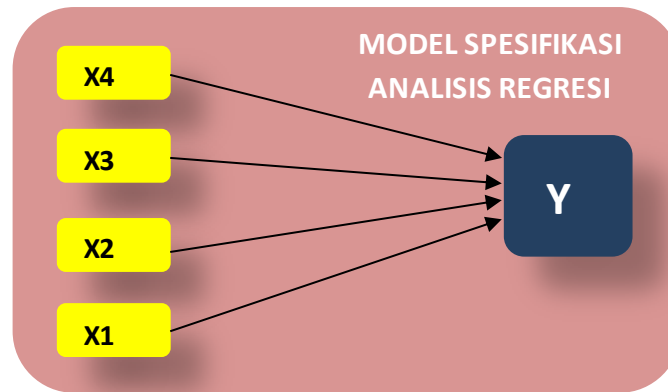 MODEL SPESIFIKASI
ANALISIS REGRESI
X4
X3
X2
X1
Y